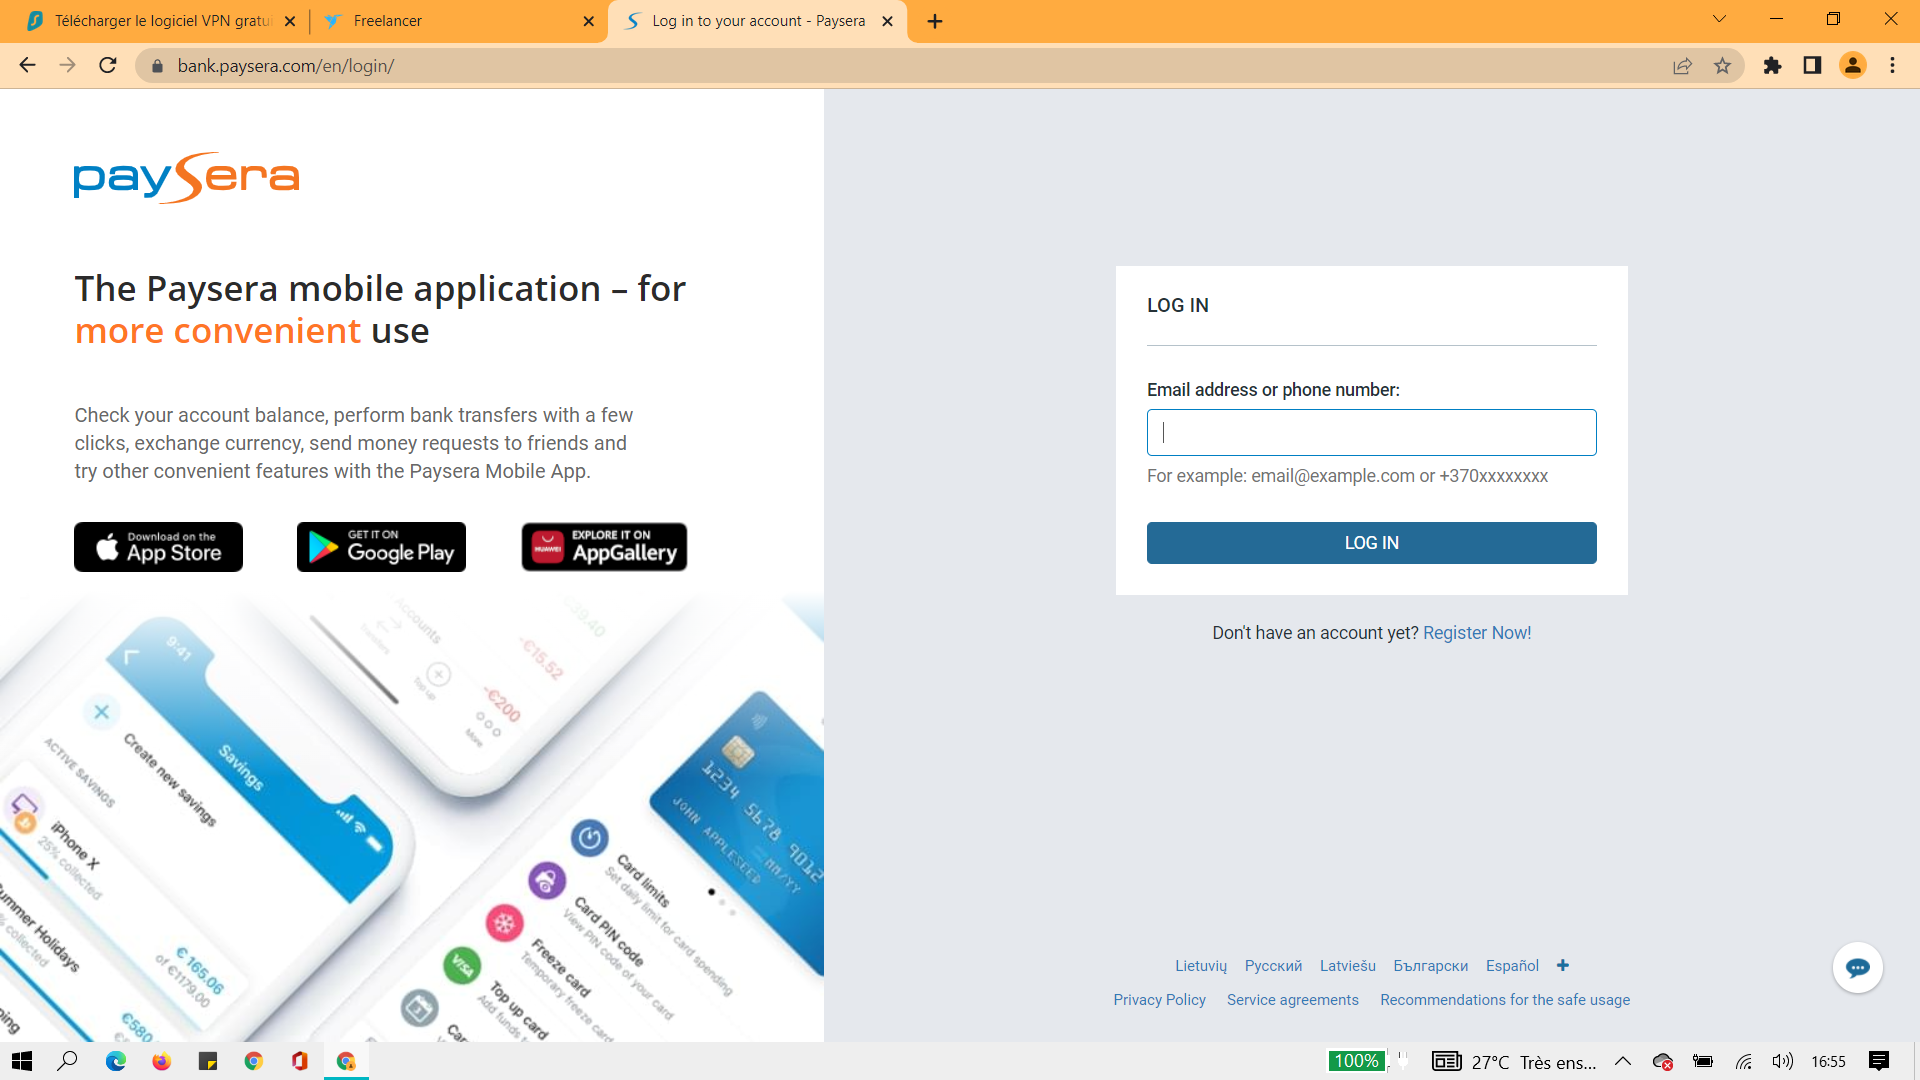 Télécharger le logiciel VPN gratui
Freelancer
Log in to your account - Paysera
bank.paysera.com/en/login/
paysera
The Paysera mobile application – for
more convenient use
Check your account balance, perform bank transfers with a few
clicks, exchange currency, send money requests to friends and
try other convenient features with the Paysera Mobile App.
Download on the
App Store
GET IT ON
Google Play
HUAWEI
EXPLORE IT ON
AppGallery
9:41
Savings
Create new savings
ACTIVE SAVINGS
iPhone X
25% collected
€ 165.06
of €1179.00
ummer Holidays
collected
€580
Accounts
Transfers
Top up
More
-€15.52
-€200
1234 5678 9012
JOHN APPLESEED
MM/YY
Card limits
Set daily limit for card spending
Card PIN code
View PIN code of your card
Freeze card
Temporary freeze card
VISA
Top up card
Add funds
LOG IN
Email address or phone number:
For example: email@example.com or +370xxxxxxxx
LOG IN
Don't have an account yet? Register Now!
Lietuvių Русский Latviešu Български Español +
Privacy Policy Service agreements Recommendations for the safe usage
100%
27°C Très ens...
16:55